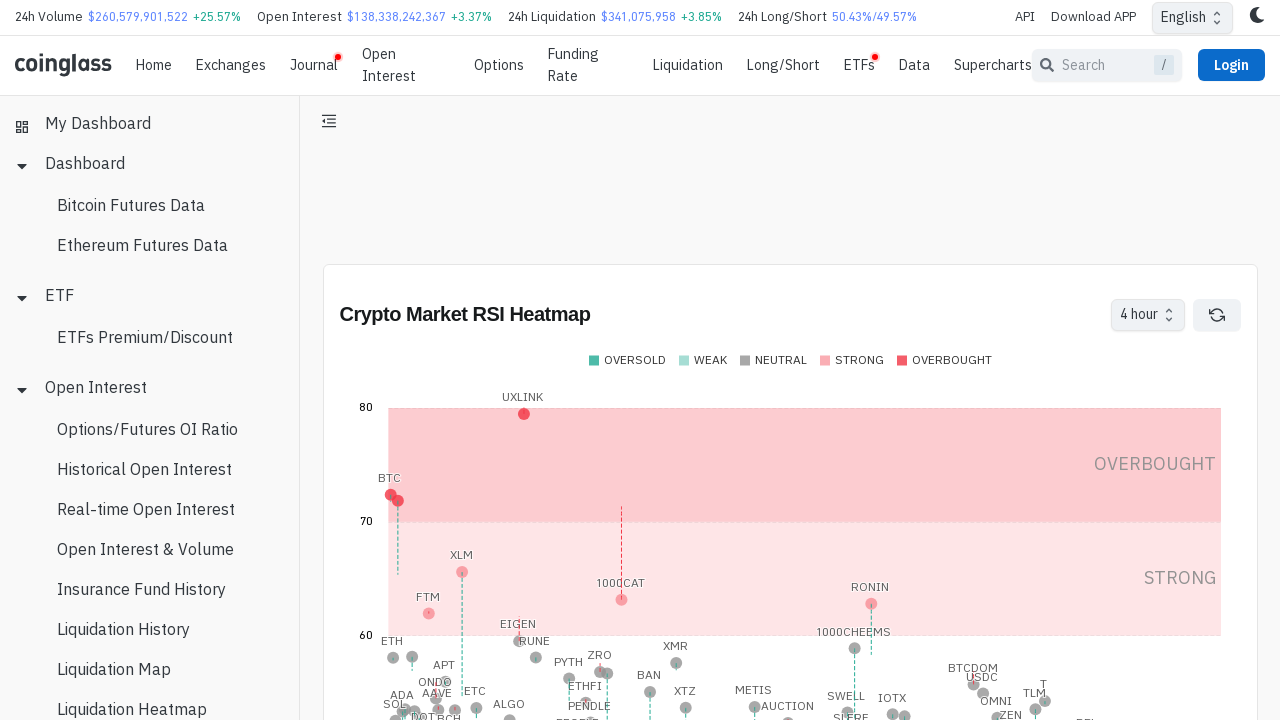 24h Volume $260,579,901,522 +25.57% Open Interest $138,338,242,367 +3.37% 24h Liquidation $341,075,958 +3.85% 24h Long/Short 50.43%/49.57% API Download APP English
coinglass Home Exchanges Journal Open Interest Options Funding Rate Liquidation Long/Short ETFs Data Supercharts Search / Login
My Dashboard
Dashboard
Bitcoin Futures Data
Ethereum Futures Data
ETF
ETFs Premium/Discount
Open Interest
Options/Futures OI Ratio
Historical Open Interest
Real-time Open Interest
Open Interest & Volume
Insurance Fund History
Liquidation History
Liquidation Map
Liquidation Heatmap
Crypto Market RSI Heatmap
4 hour
OVERSOLD WEAK NEUTRAL STRONG OVERBOUGHT
80
UXLINK
OVERBOUGHT
BTC
70
XLM
STRONG
1000CAT
RONIN
FTM
EIGEN
1000CHEEMS
60
ETH
RUNE
XMR
ZRO
PYTH
APT
BTCDOM
BAN
USDC
ONDO
ETHFI
T
AAVE
ETC
XTZ
METIS
ADA
TLM
SWELL
IOTX
OMNI
SOL
ALGO
PENDLE
AUCTION
ZEN